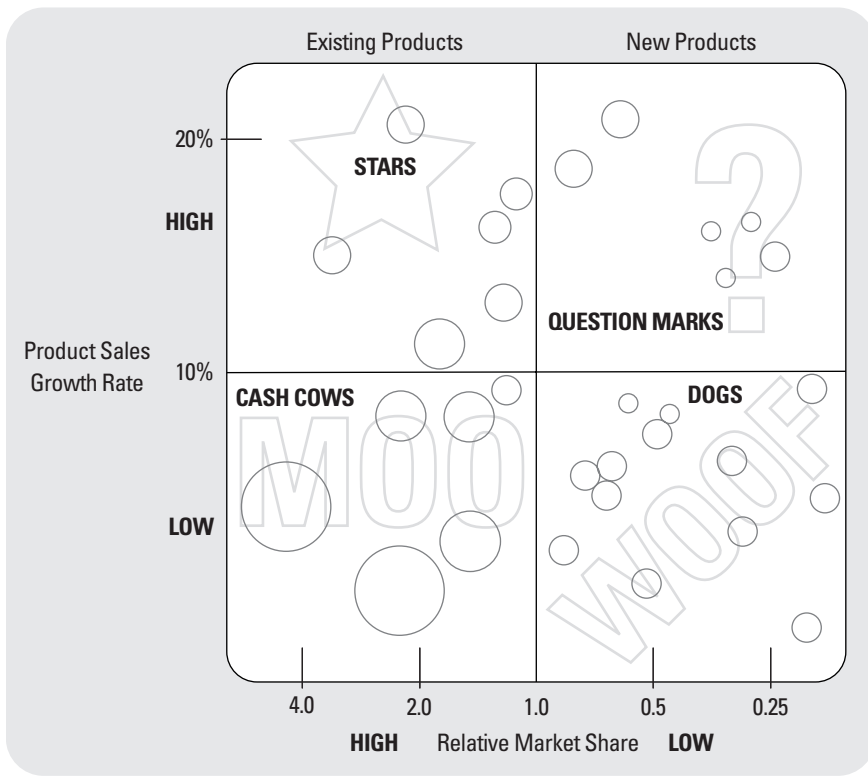 Existing Products
New Products
20%
STARS
HIGH
?
QUESTION MARKS
Product Sales
Growth Rate
10%
CASH COWS
DOGS
MOO
WOOF
LOW
4.0
2.0
1.0
0.5
0.25
HIGH
Relative Market Share
LOW